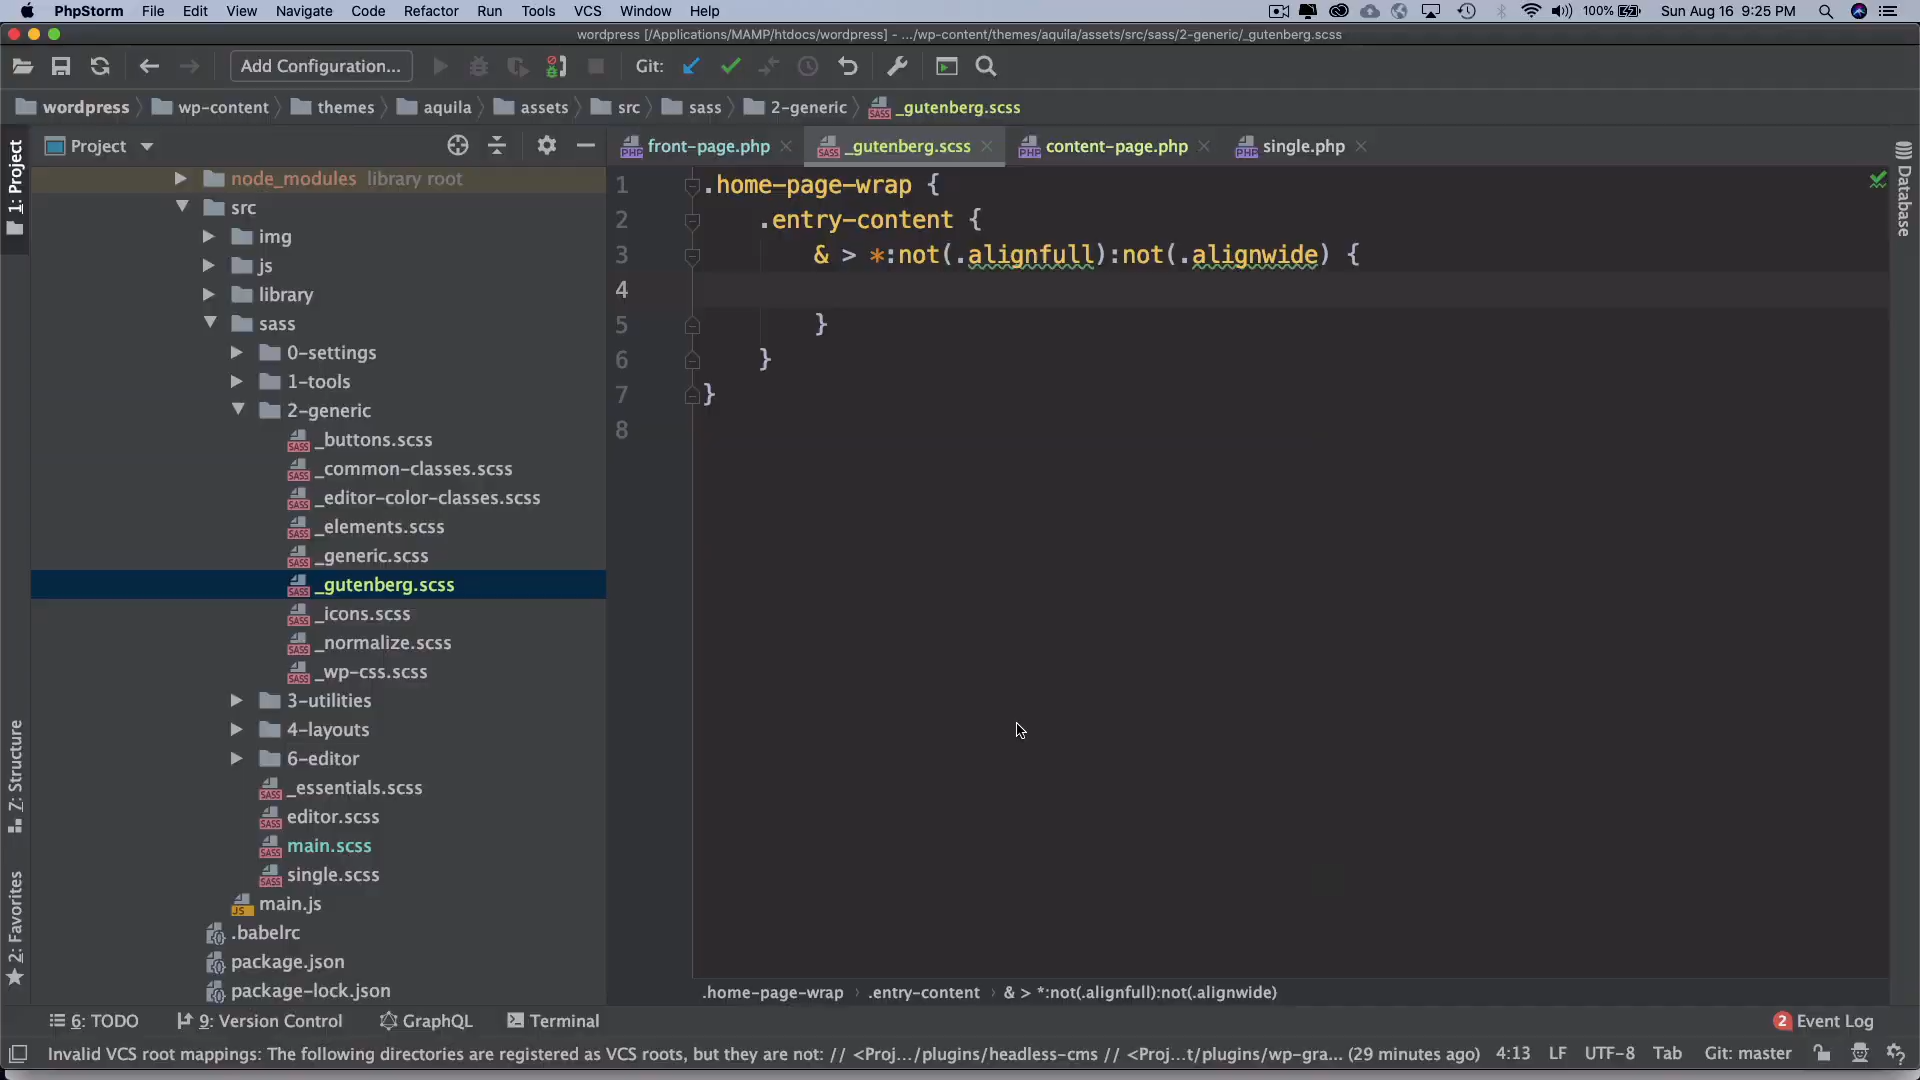 PhpStorm File Edit View Navigate Code Refactor Run Tools VCS Window Help 100% Sun Aug 16 9:25 PM
wordpress [/Applications/MAMP/htdocs/wordpress] - .../wp-content/themes/aquila/assets/src/sass/2-generic/_gutenberg.scss
Add Configuration... Git:
wordpress wp-content themes aquila assets src sass 2-generic _gutenberg.scss
Project
front-page.php _gutenberg.scss content-page.php single.php
1: Project
Z: Structure
2: Favorites
Database
node_modules library root
src
img
js
library
sass
0-settings
1-tools
2-generic
_buttons.scss
_common-classes.scss
_editor-color-classes.scss
_elements.scss
_generic.scss
_gutenberg.scss
_icons.scss
_normalize.scss
_wp-css.scss
3-utilities
4-layouts
6-editor
_essentials.scss
editor.scss
main.scss
single.scss
main.js
.babelrc
package.json
package-lock.json
1 .home-page-wrap {
2 .entry-content {
3 & > *:not(.alignfull):not(.alignwide) {
4
5 }
6 }
7 }
8
.home-page-wrap › .entry-content › & > *:not(.alignfull):not(.alignwide)
6: TODO 9: Version Control GraphQL Terminal 2 Event Log
Invalid VCS root mappings: The following directories are registered as VCS roots, but they are not: // <Proj.../plugins/headless-cms // <Proj...t/plugins/wp-gra... (29 minutes ago) 4:13 LF UTF-8 Tab Git: master